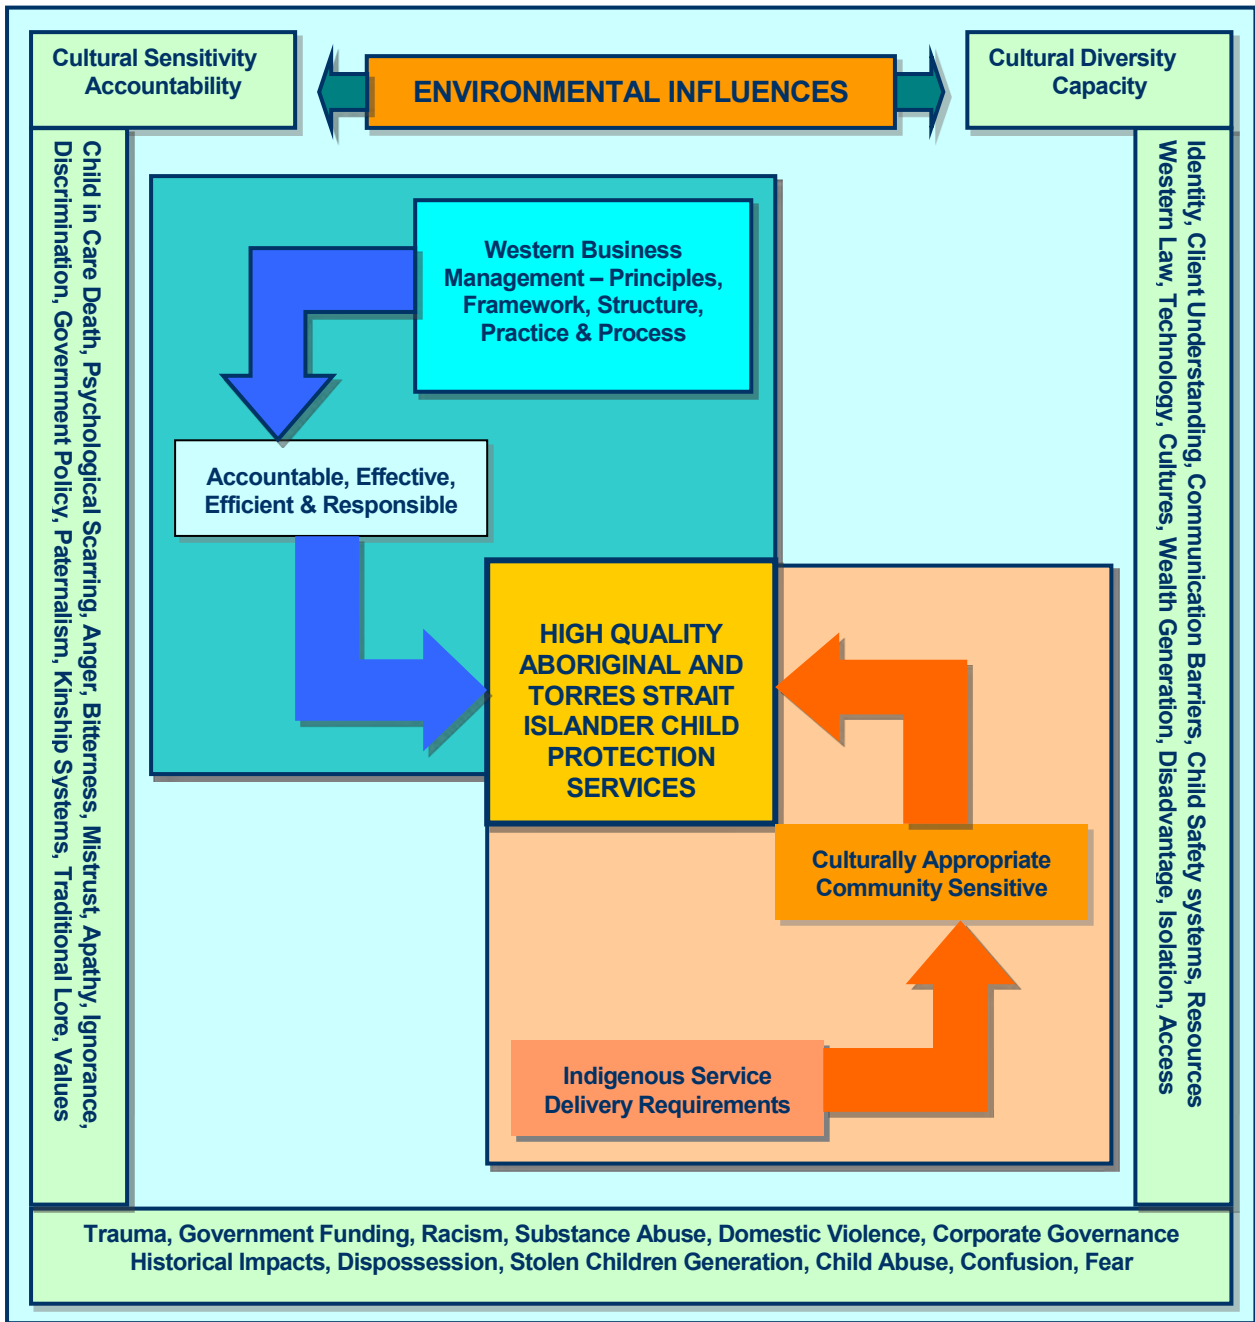 Cultural Sensitivity
Accountability
ENVIRONMENTAL INFLUENCES
Cultural Diversity
Capacity
Child in Care Death, Psychological Scarring, Anger, Bitterness, Mistrust, Apathy, Ignorance,
Discrimination, Government Policy, Paternalism, Kinship Systems, Traditional Lore, Values
Identity, Client Understanding, Communication Barriers, Child Safety systems, Resources
Western Law, Technology, Cultures, Wealth Generation, Disadvantage, Isolation, Access
Western Business
Management – Principles,
Framework, Structure,
Practice & Process
Accountable, Effective,
Efficient & Responsible
HIGH QUALITY
ABORIGINAL AND
TORRES STRAIT
ISLANDER CHILD
PROTECTION
SERVICES
Culturally Appropriate
Community Sensitive
Indigenous Service
Delivery Requirements
Trauma, Government Funding, Racism, Substance Abuse, Domestic Violence, Corporate Governance
Historical Impacts, Dispossession, Stolen Children Generation, Child Abuse, Confusion, Fear